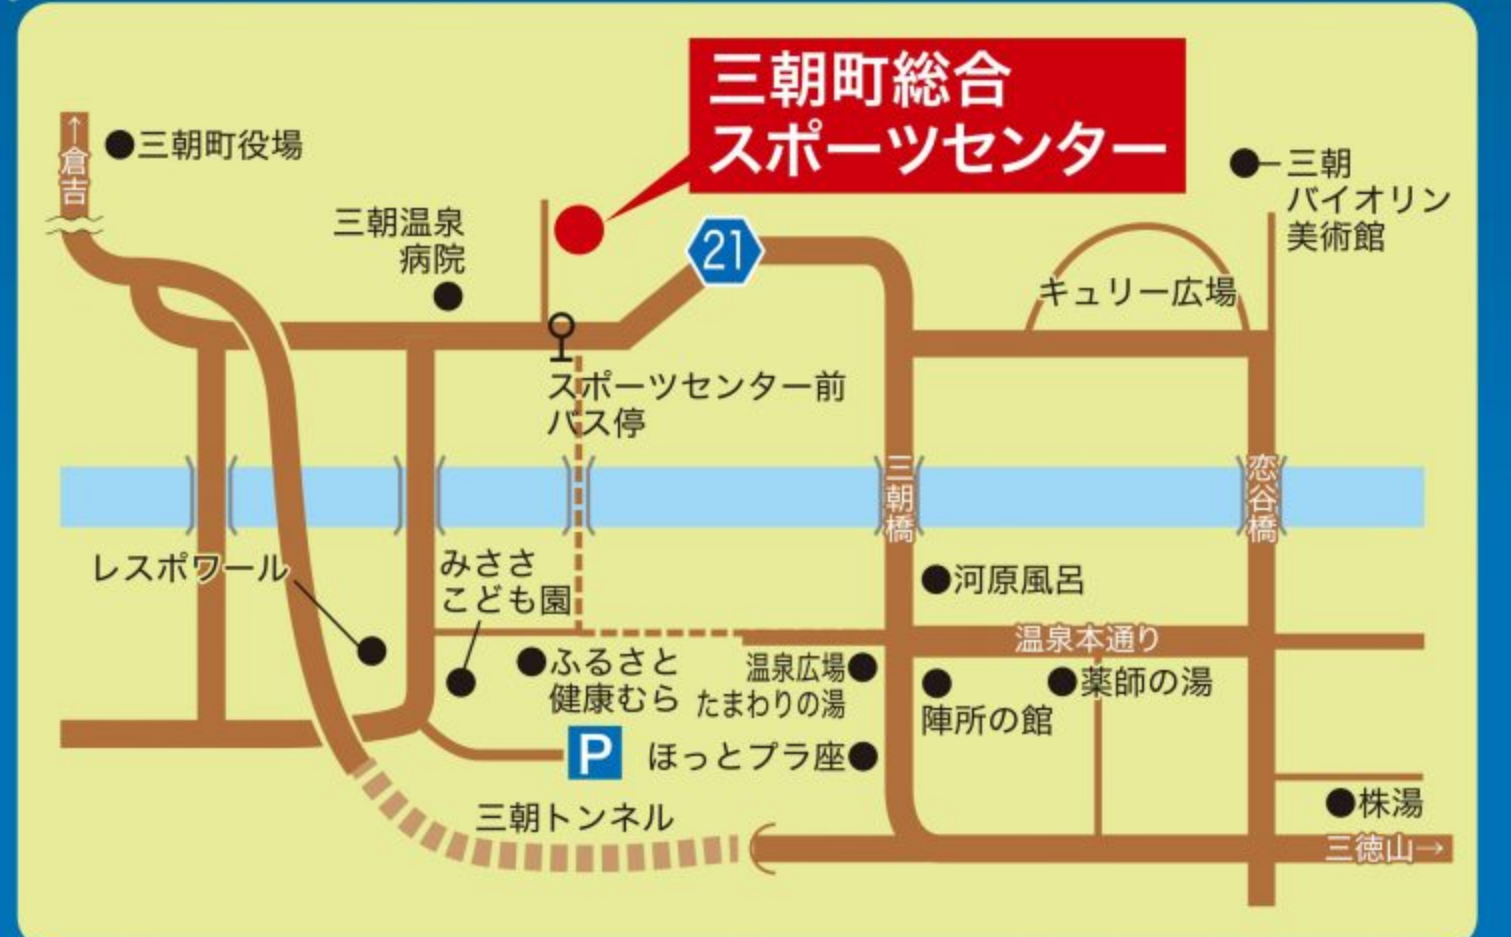 三朝町総合
スポーツセンター
↑倉吉
●三朝町役場
三朝
バイオリン
美術館
三朝温泉
病院
21
キュリー広場
スポーツセンター前
バス停
三朝橋
恋谷橋
レスポワール
みささ
こども園
●河原風呂
温泉本通り
●ふるさと
健康むら
温泉広場●
たまわりの湯
陣所の館
●薬師の湯
P
ほっとプラ座●
三朝トンネル
●株湯
三徳山→